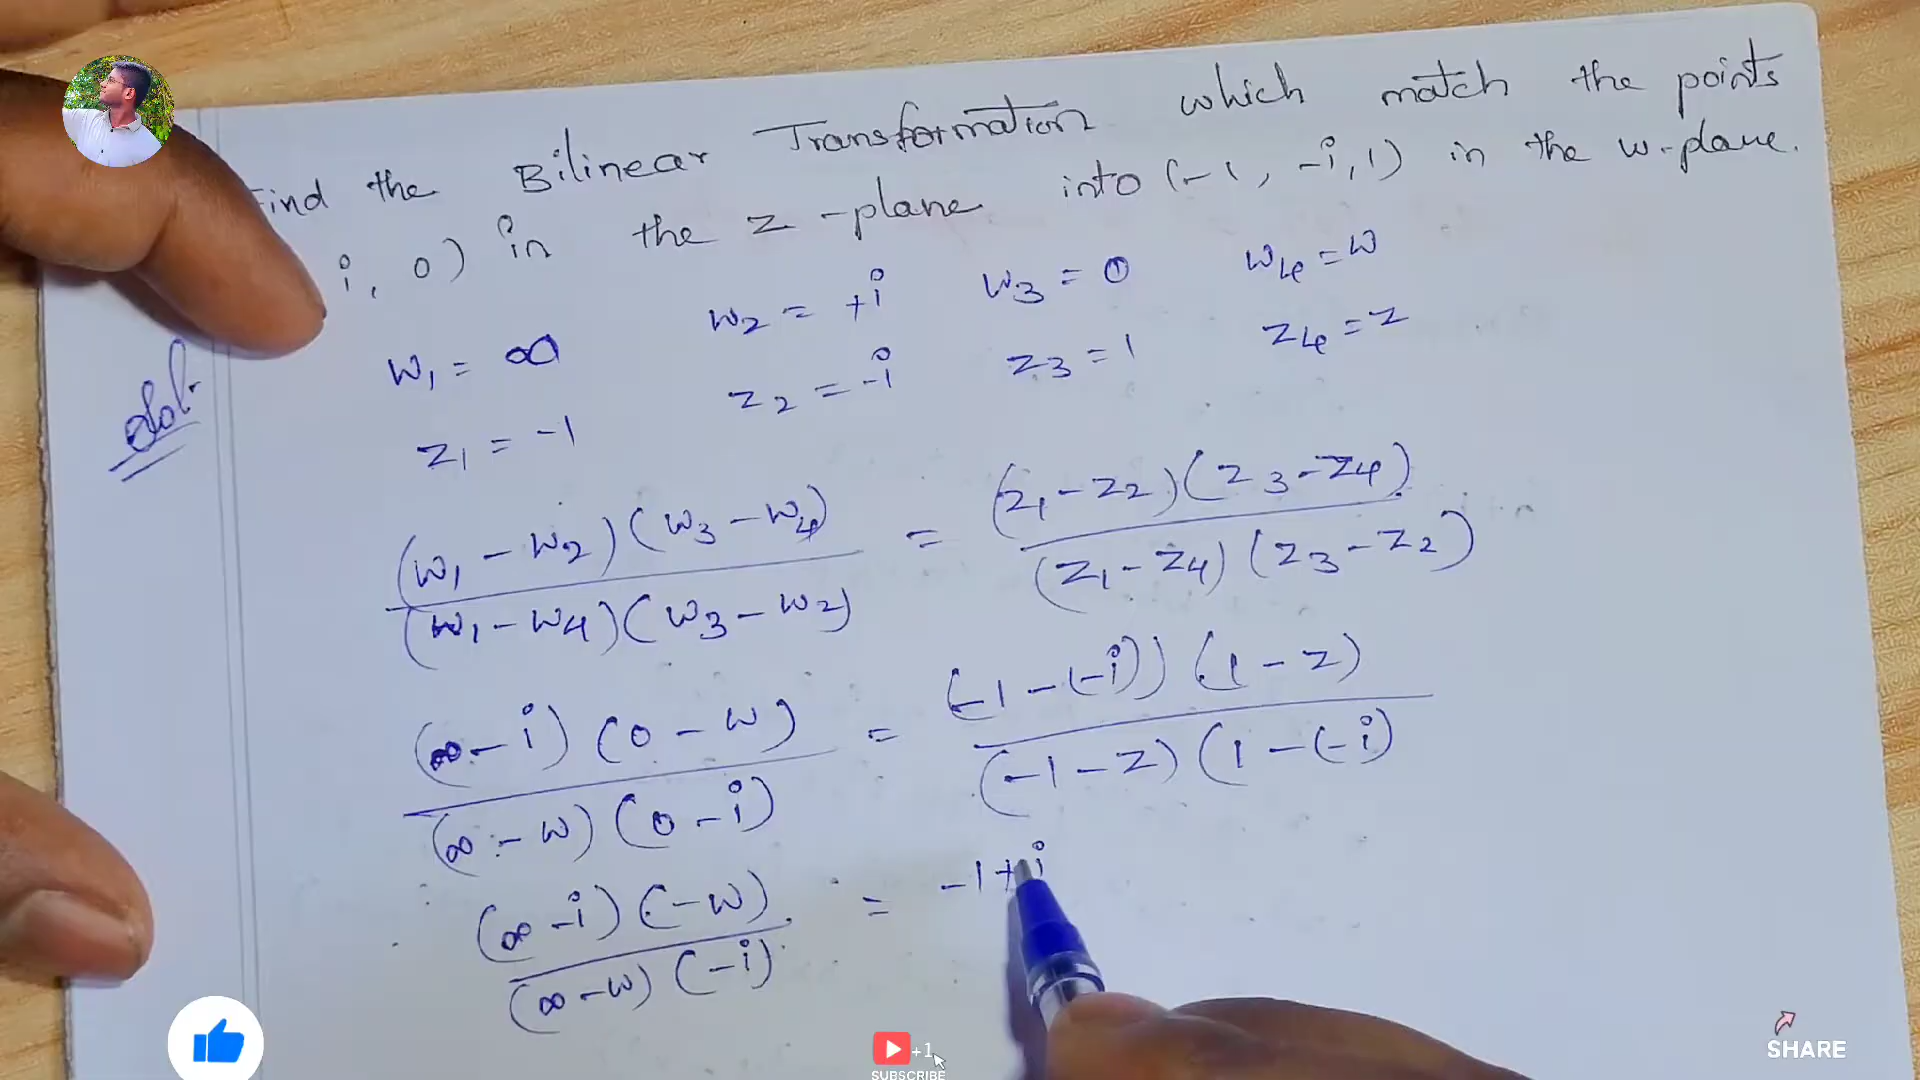 Find the Bilinear Transformation which match the points
i, 0) in the z-plane into (-1, -i, 1) in the w-plane.
Sol:
w₁ = ∞ w₂ = +i w₃ = 0 w₄ = w
z₁ = -1 z₂ = -i z₃ = 1 z₄ = z
(w₁ - w₂)(w₃ - w₄) / (w₁ - w₄)(w₃ - w₂) = (z₁ - z₂)(z₃ - z₄) / (z₁ - z₄)(z₃ - z₂)
(∞ - i)(0 - w) / (∞ - w)(0 - i) = (-1 - (-i))(1 - z) / (-1 - z)(1 - (-i)
(∞ - i)(-w) / (∞ - w)(-i) = -1+i
+1
SUBSCRIBE
SHARE